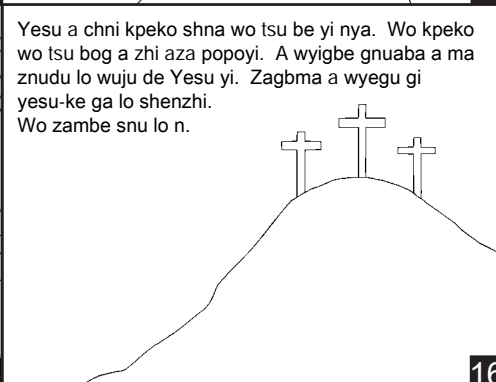 Yesu a chni kpeko shna wo tsu be yi nya. Wo kpeko
wo tsu bog a zhi aza popoyi. A wyigbe gnuaba a ma
znudu lo wuju de Yesu yi. Zagbma a wyegu gi
yesu-ke ga lo shenzhi.
Wo zambe snu lo n.
16